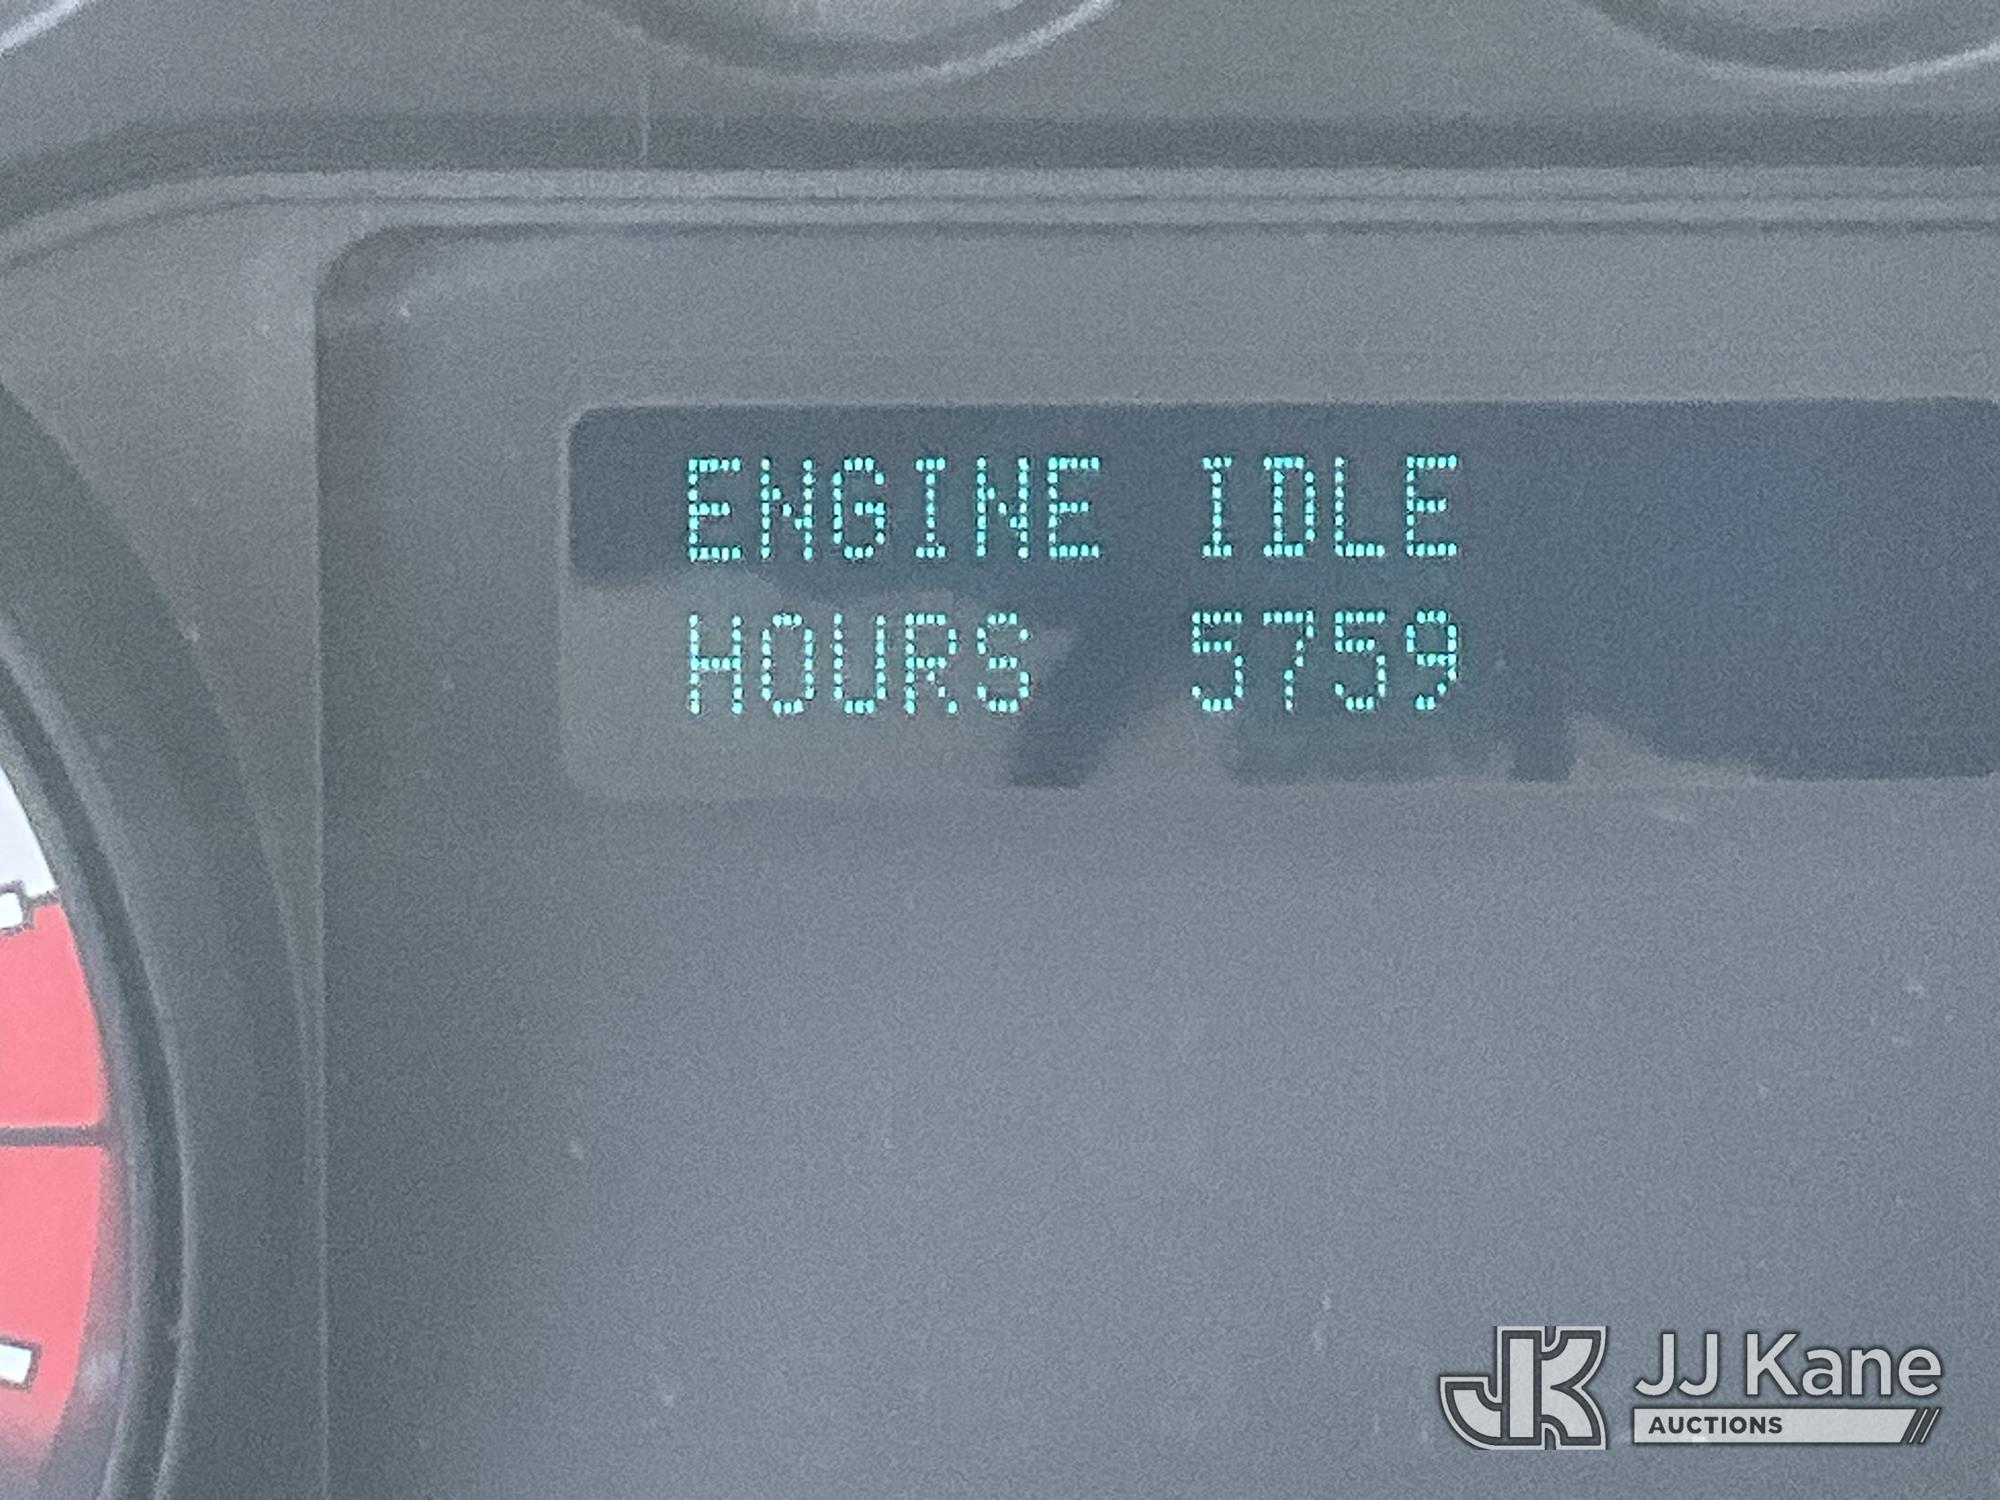 ENGINE IDLE
HOURS 5759
JJ Kane
AUCTIONS